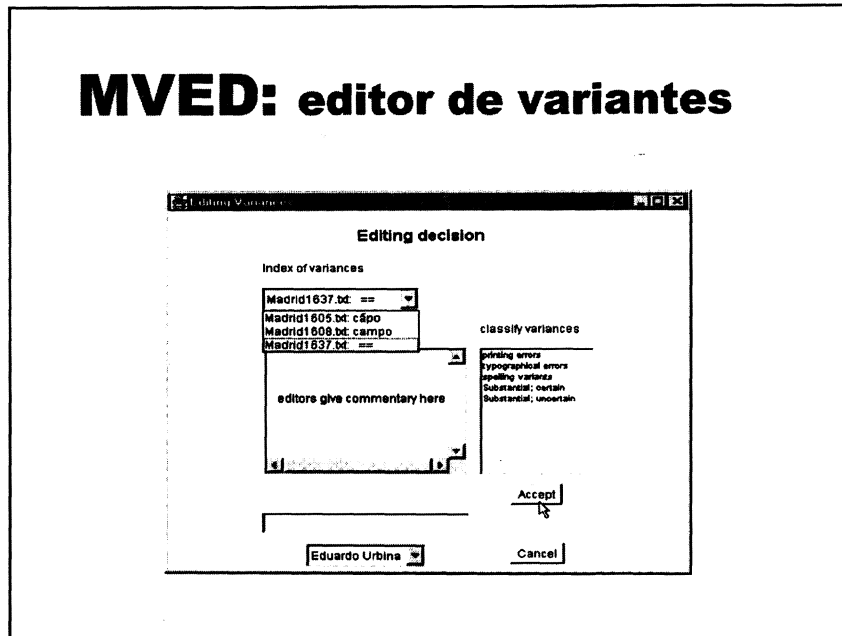 MVED: editor de variantes
Editing Variances
Editing decision
Index of variances
Madrid1637.txt: ==
Madrid1605.txt: cãpo
Madrid1608.txt: campo
Madrid1637.txt: ==
classify variances
printing errors
typographical errors
spelling variants
Substantial; certain
Substantial; uncertain
editors give commentary here
Accept
Eduardo Urbina
Cancel